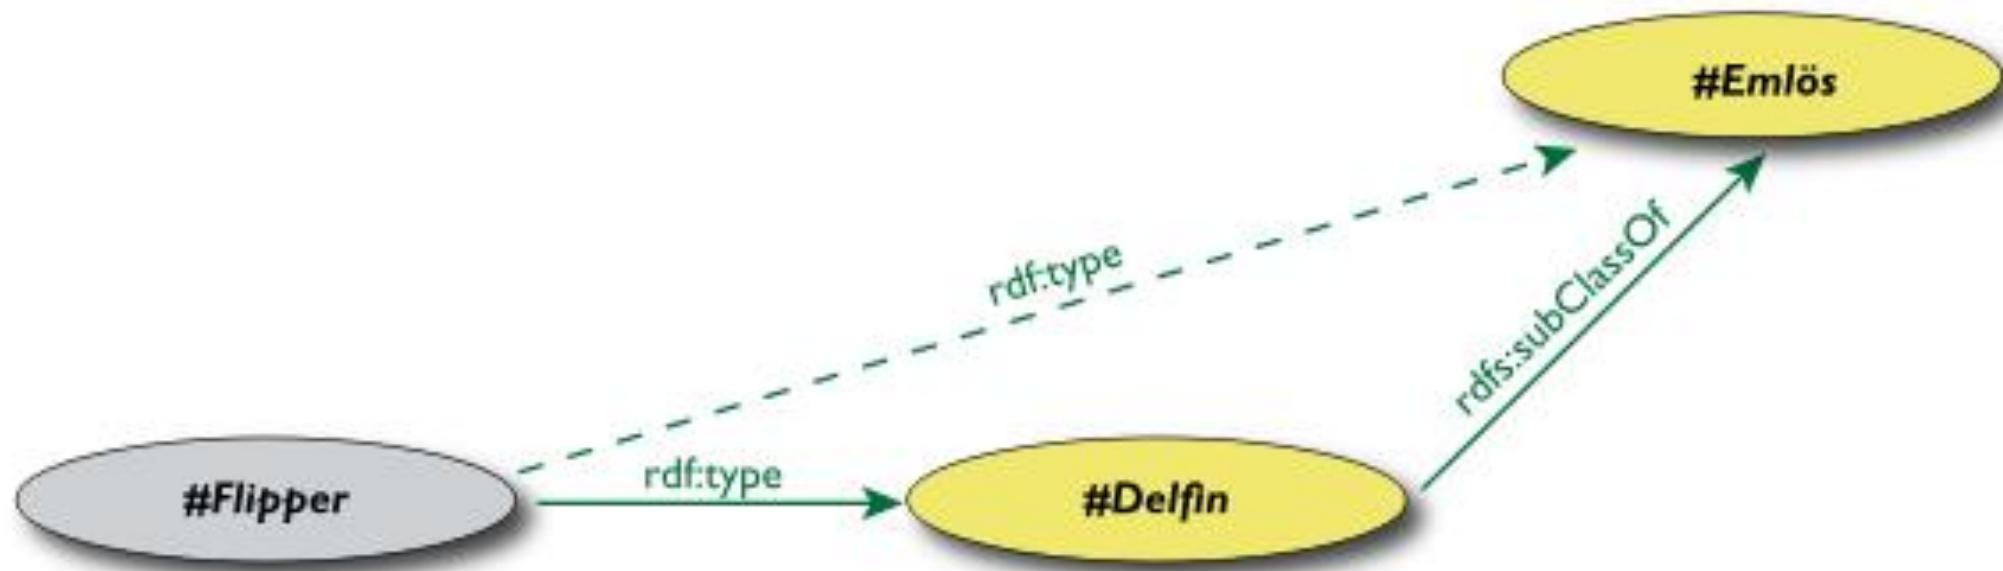 #Emlös
rdf:type
rdfs:subClassOf
#Flipper
rdf:type
#Delfin